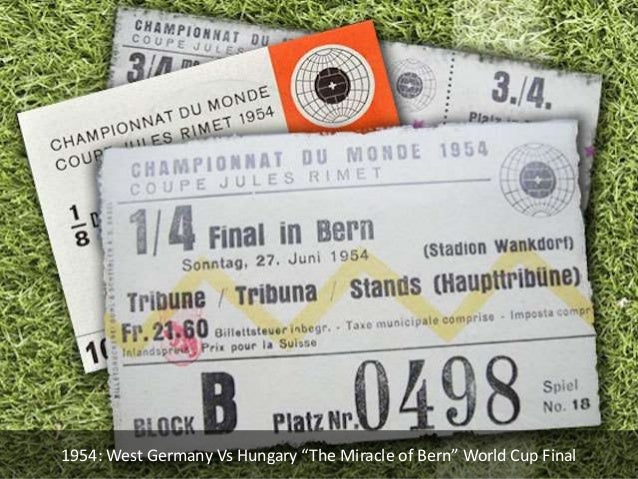 CHAMPIONNAT DU
COUPE JULES
3/4
3./4.
Platz
CHAMPIONNAT DU MONDE
COUPE JULES RIMET 1954
1/8
10
CHAMPIONNAT DU MONDE 1954
COUPE JULES RIMET
1/4 Final in Bern
Sonntag, 27. Juni 1954 (Stadion Wankdorf)
Tribune / Tribuna / Stands (Haupttribüne)
Fr. 21.60 Billettsteuer inbegr. - Taxe municipale comprise - Imposta compr
Inlandspreis Prix pour la Suisse
BLOCK B Platz Nr. 0498 Spiel No. 18
1954: West Germany Vs Hungary “The Miracle of Bern” World Cup Final